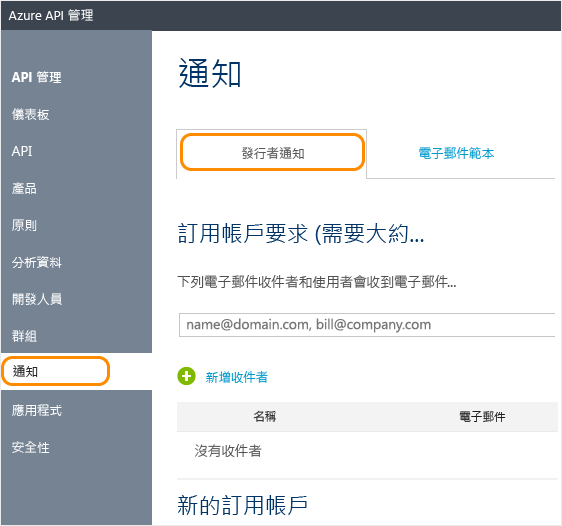 Azure API 管理
API 管理
儀表板
API
產品
原則
分析資料
開發人員
群組
通知
應用程式
安全性
通知
發行者通知
電子郵件範本
訂用帳戶要求 (需要大約...
下列電子郵件收件者和使用者會收到電子郵件...
name@domain.com, bill@company.com
新增收件者
名稱 電子郵件
沒有收件者
新的訂用帳戶